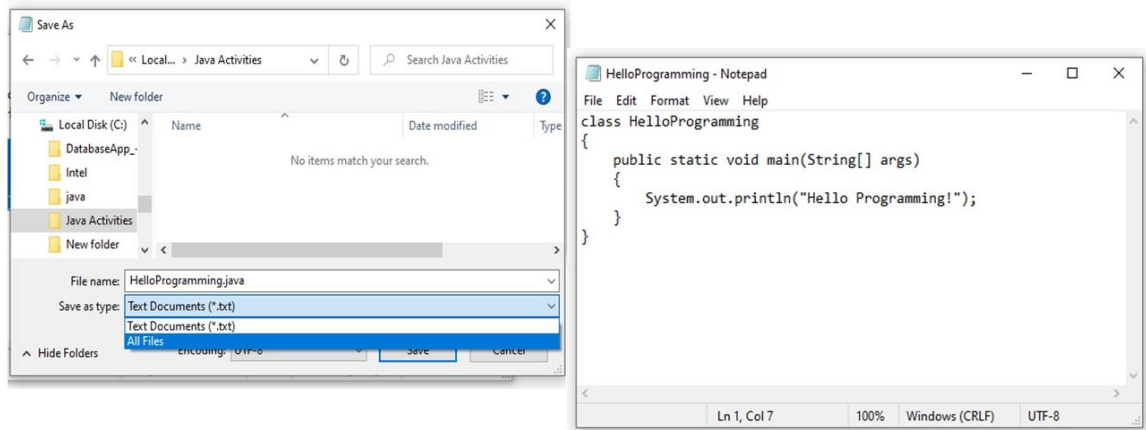 Save As
« Local... › Java Activities
Search Java Activities
Organize
New folder
Local Disk (C:)
DatabaseApp_-
Intel
java
Java Activities
New folder
Name
Date modified
Type
No items match your search.
File name: HelloProgramming.java
Save as type: Text Documents (*.txt)
Text Documents (*.txt)
All Files
Hide Folders
Encoding: UTF-8
Save
Cancel
HelloProgramming - Notepad
File Edit Format View Help
class HelloProgramming
{
    public static void main(String[] args)
    {
        System.out.println("Hello Programming!");
    }
}
Ln 1, Col 7
100%
Windows (CRLF)
UTF-8